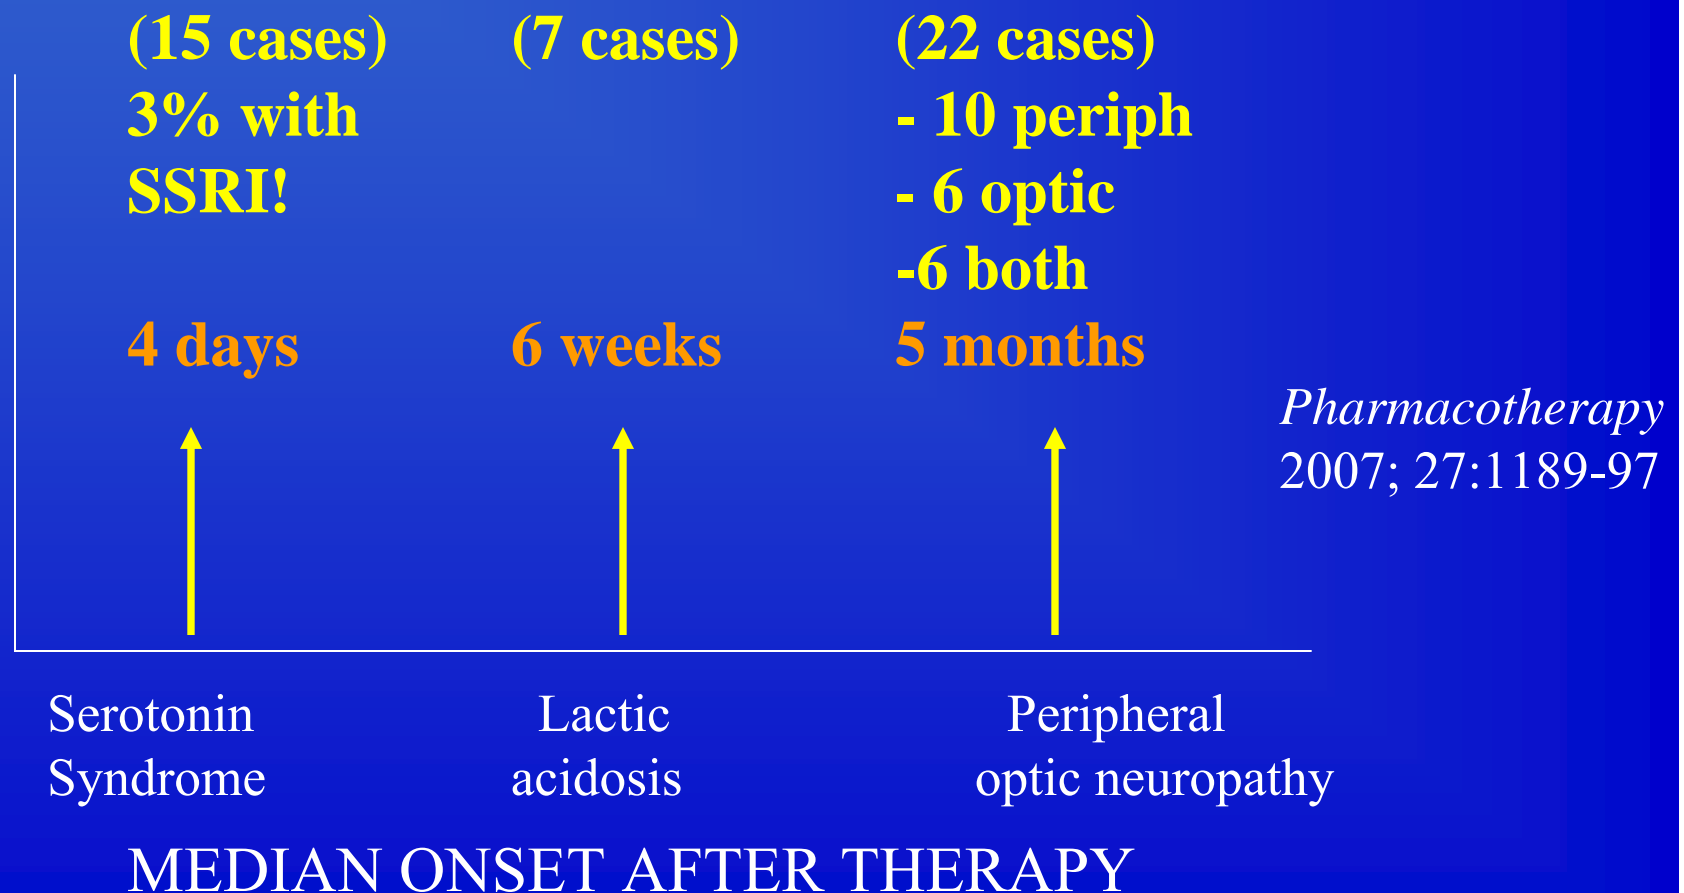 (15 cases)
3% with
SSRI!
4 days
(7 cases)
6 weeks
(22 cases)
- 10 periph
- 6 optic
-6 both
5 months
Pharmacotherapy
2007; 27:1189-97
Serotonin
Syndrome
Lactic
acidosis
Peripheral
optic neuropathy
MEDIAN ONSET AFTER THERAPY